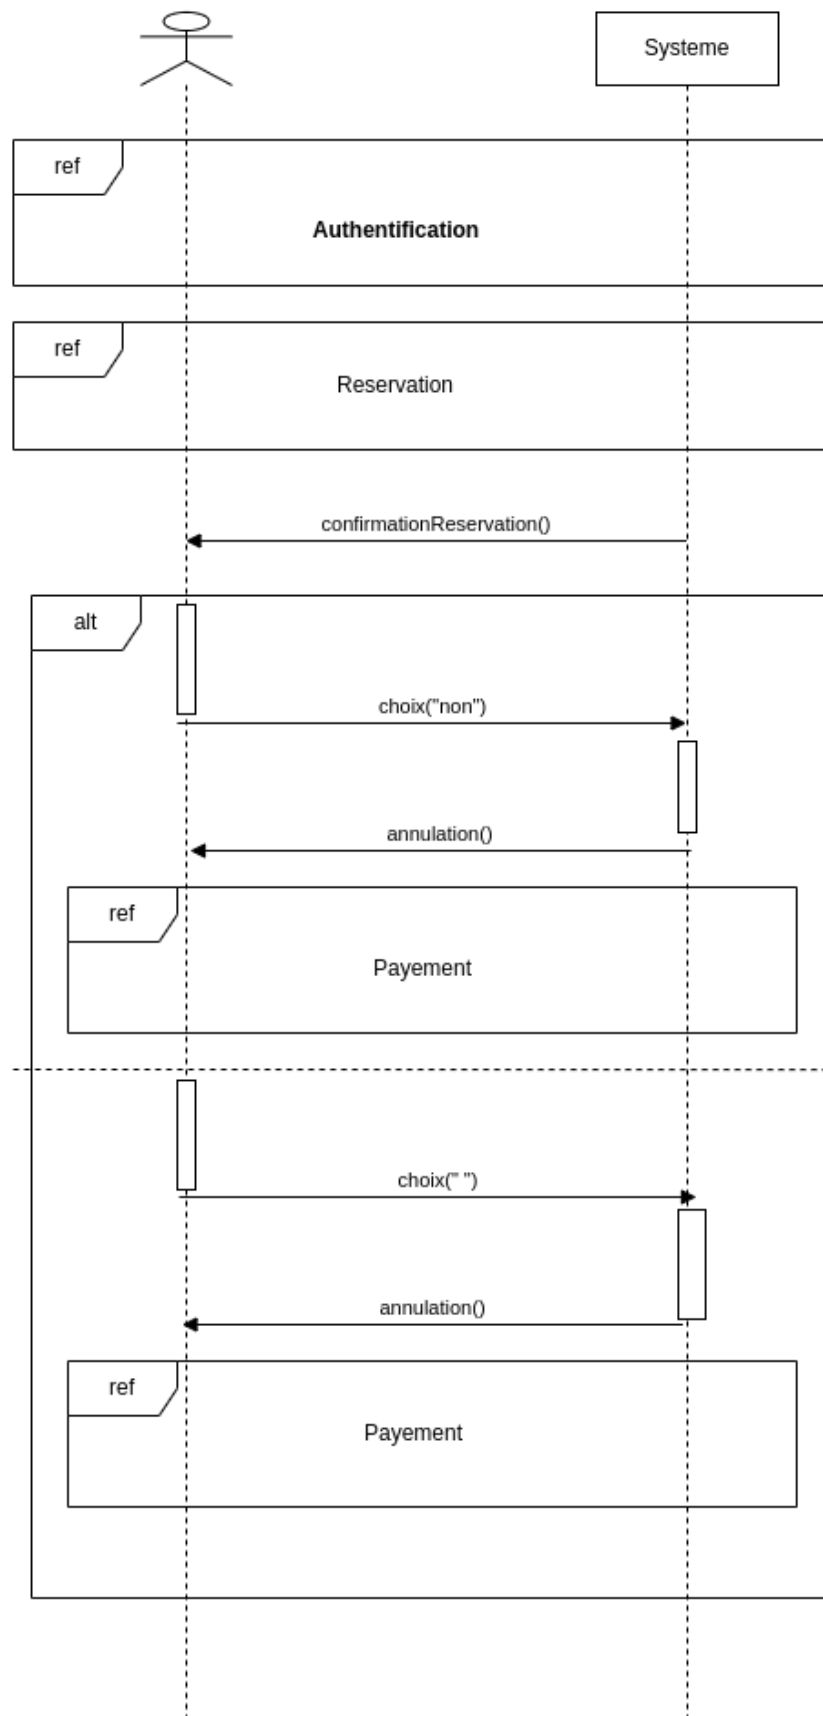 Systeme
ref
Authentification
ref
Reservation
confirmationReservation()
alt
choix("non")
annulation()
ref
Payement
choix(" ")
annulation()
ref
Payement